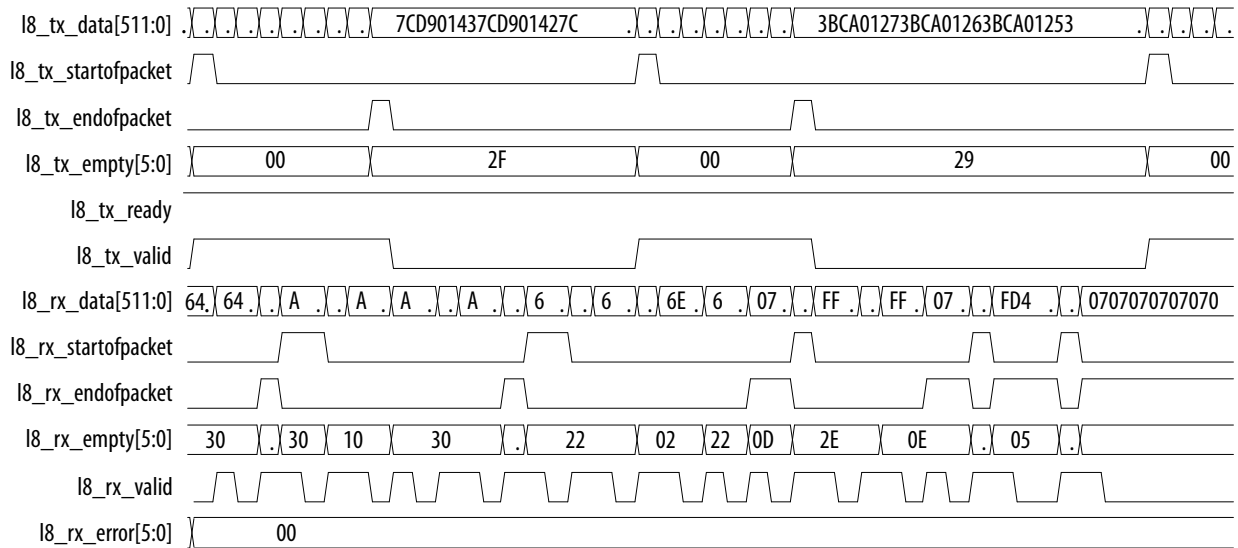 l8_tx_data[511:0] . . . . . . . . . 7CD901437CD901427C . . . . . . . . 3BCA01273BCA01263BCA01253 . . . . .
l8_tx_startofpacket
l8_tx_endofpacket
l8_tx_empty[5:0] 00 2F 00 29 00
l8_tx_ready
l8_tx_valid
l8_rx_data[511:0] 64. 64 . . . A . . . A . A . . A . . . 6 . . 6 . . 6E . 6 . 07 . . FF . . FF 07 . . FD4 . . 0707070707070
l8_rx_startofpacket
l8_rx_endofpacket
l8_rx_empty[5:0] 30 . 30 10 30 . 22 02 22 0D 2E 0E . 05 .
l8_rx_valid
l8_rx_error[5:0] 00